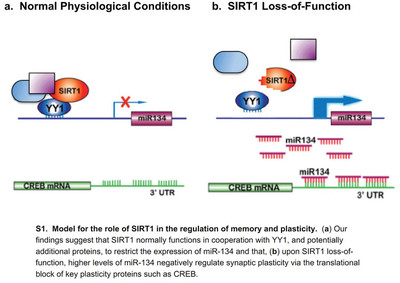 a. Normal Physiological Conditions
b. SIRT1 Loss-of-Function
SIRT1
YY1
miR134
CREB mRNA
3' UTR
SIRT1Δ
YY1
miR134
miR134
miR134
CREB mRNA
3' UTR
S1. Model for the role of SIRT1 in the regulation of memory and plasticity. (a) Our
findings suggest that SIRT1 normally functions in cooperation with YY1, and potentially
additional proteins, to restrict the expression of miR-134 and that, (b) upon SIRT1 loss-of-
function, higher levels of miR-134 negatively regulate synaptic plasticity via the translational
block of key plasticity proteins such as CREB.